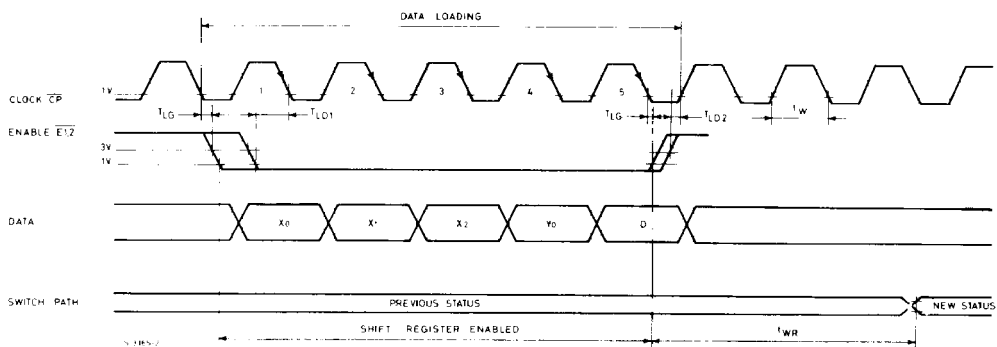 DATA LOADING
CLOCK CP
1V
1 2 3 4 5
TLG TLD1 TLG TLD2 tW
ENABLE E1,2
3V
1V
DATA
X0 X1 X2 Y0 D
SWITCH PATH
PREVIOUS STATUS NEW STATUS
SHIFT REGISTER ENABLED tWR